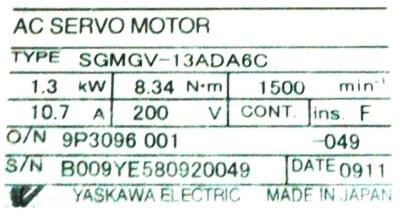 AC SERVO MOTOR
TYPE SGMGV-13ADA6C
1.3 kW 8.34 N·m 1500 min⁻¹
10.7 A 200 V CONT. ins. F
O/N 9P3096 001 -049
S/N B009YE580920049 DATE 0911
YASKAWA ELECTRIC MADE IN JAPAN